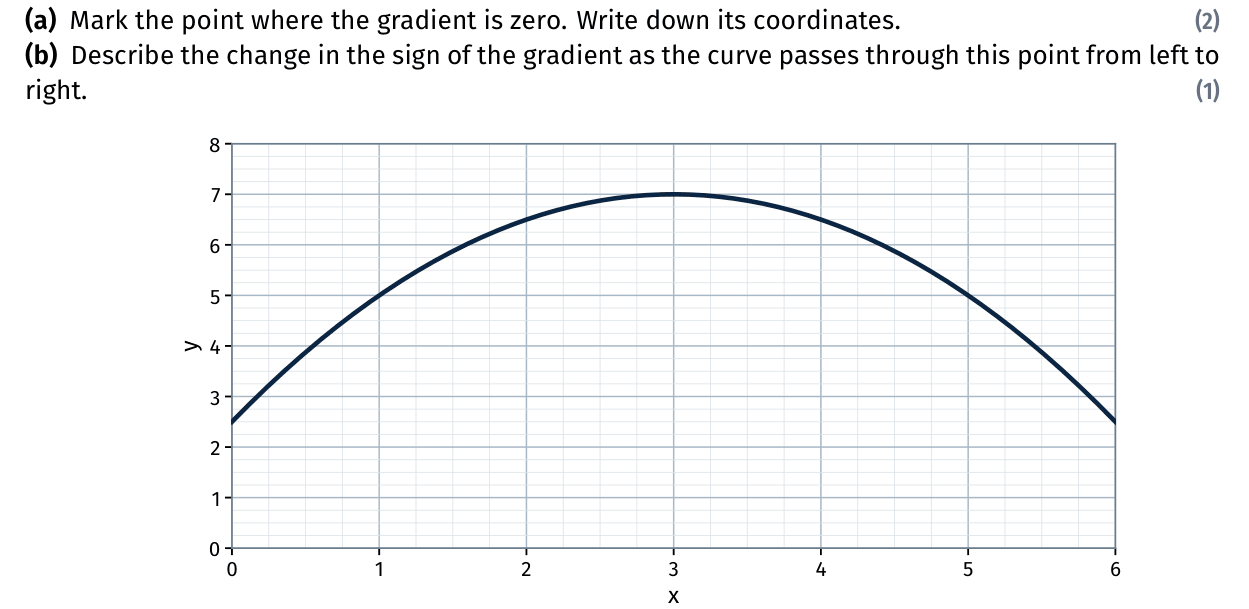 (a) Mark the point where the gradient is zero. Write down its coordinates. (2)
(b) Describe the change in the sign of the gradient as the curve passes through this point from left to
right. (1)
8
7
6
5
y 4
3
2
1
0
0 1 2 3 4 5 6
x